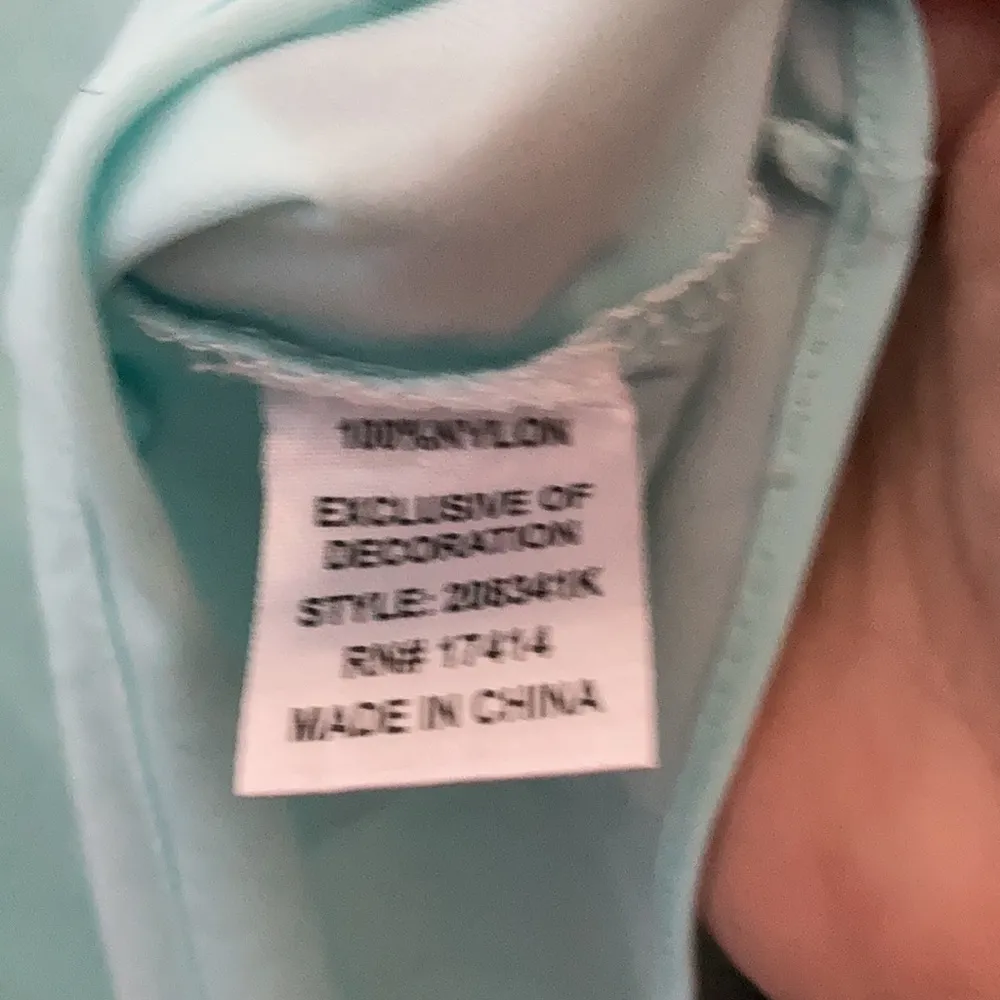 100%NYLON
EXCLUSIVE OF
DECORATION
STYLE: 208341K
RN# 17414
MADE IN CHINA